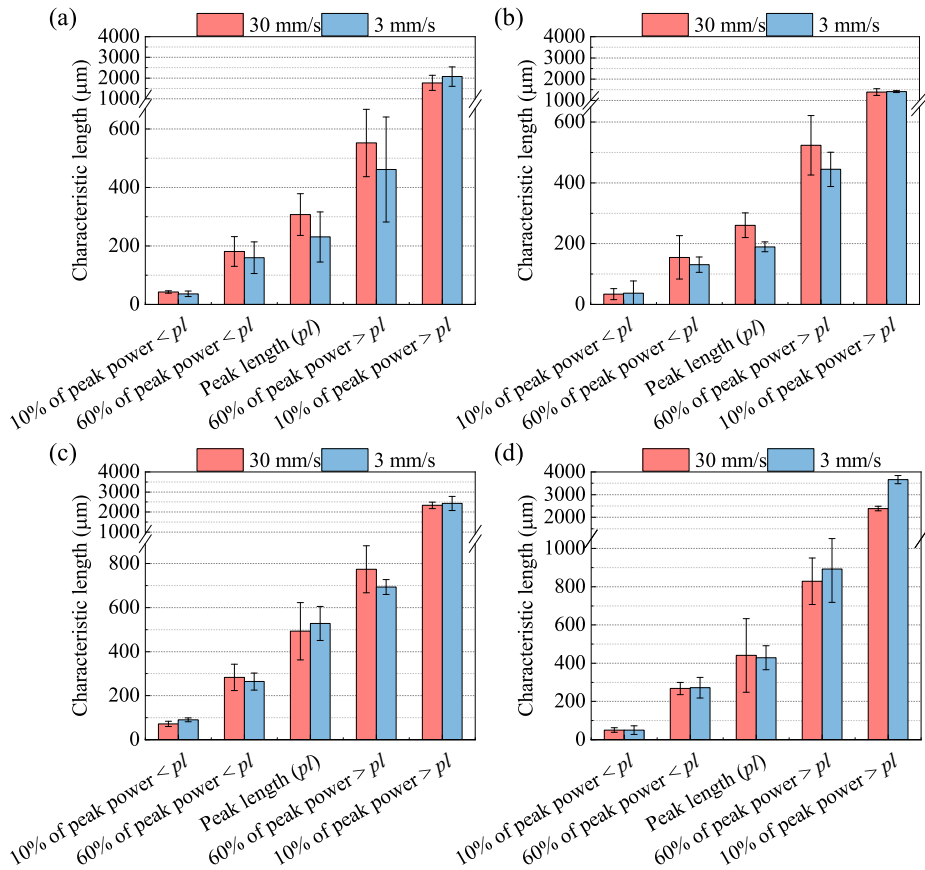 (a)
30 mm/s 3 mm/s
Characteristic length (μm)
4000
3000
2000
1000
600
400
200
0
10% of peak power < pl
60% of peak power < pl
Peak length (pl)
60% of peak power > pl
10% of peak power > pl
(b)
30 mm/s 3 mm/s
Characteristic length (μm)
4000
3000
2000
1000
600
400
200
0
10% of peak power < pl
60% of peak power < pl
Peak length (pl)
60% of peak power > pl
10% of peak power > pl
(c)
30 mm/s 3 mm/s
Characteristic length (μm)
4000
3000
2000
1000
800
600
400
200
0
10% of peak power < pl
60% of peak power < pl
Peak length (pl)
60% of peak power > pl
10% of peak power > pl
(d)
30 mm/s 3 mm/s
Characteristic length (μm)
4000
3000
2000
1000
800
600
400
200
0
10% of peak power < pl
60% of peak power < pl
Peak length (pl)
60% of peak power > pl
10% of peak power > pl